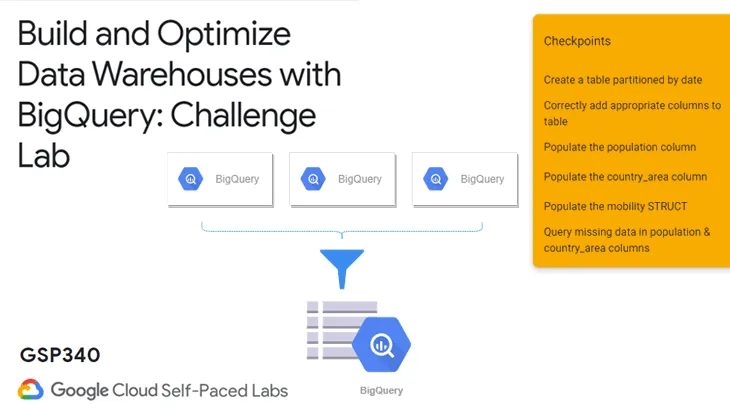 Build and Optimize
Data Warehouses with
BigQuery: Challenge
Lab
Checkpoints
Create a table partitioned by date
Correctly add appropriate columns to
table
Populate the population column
Populate the country_area column
Populate the mobility STRUCT
Query missing data in population &
country_area columns
BigQuery
BigQuery
BigQuery
BigQuery
GSP340
Google Cloud Self-Paced Labs